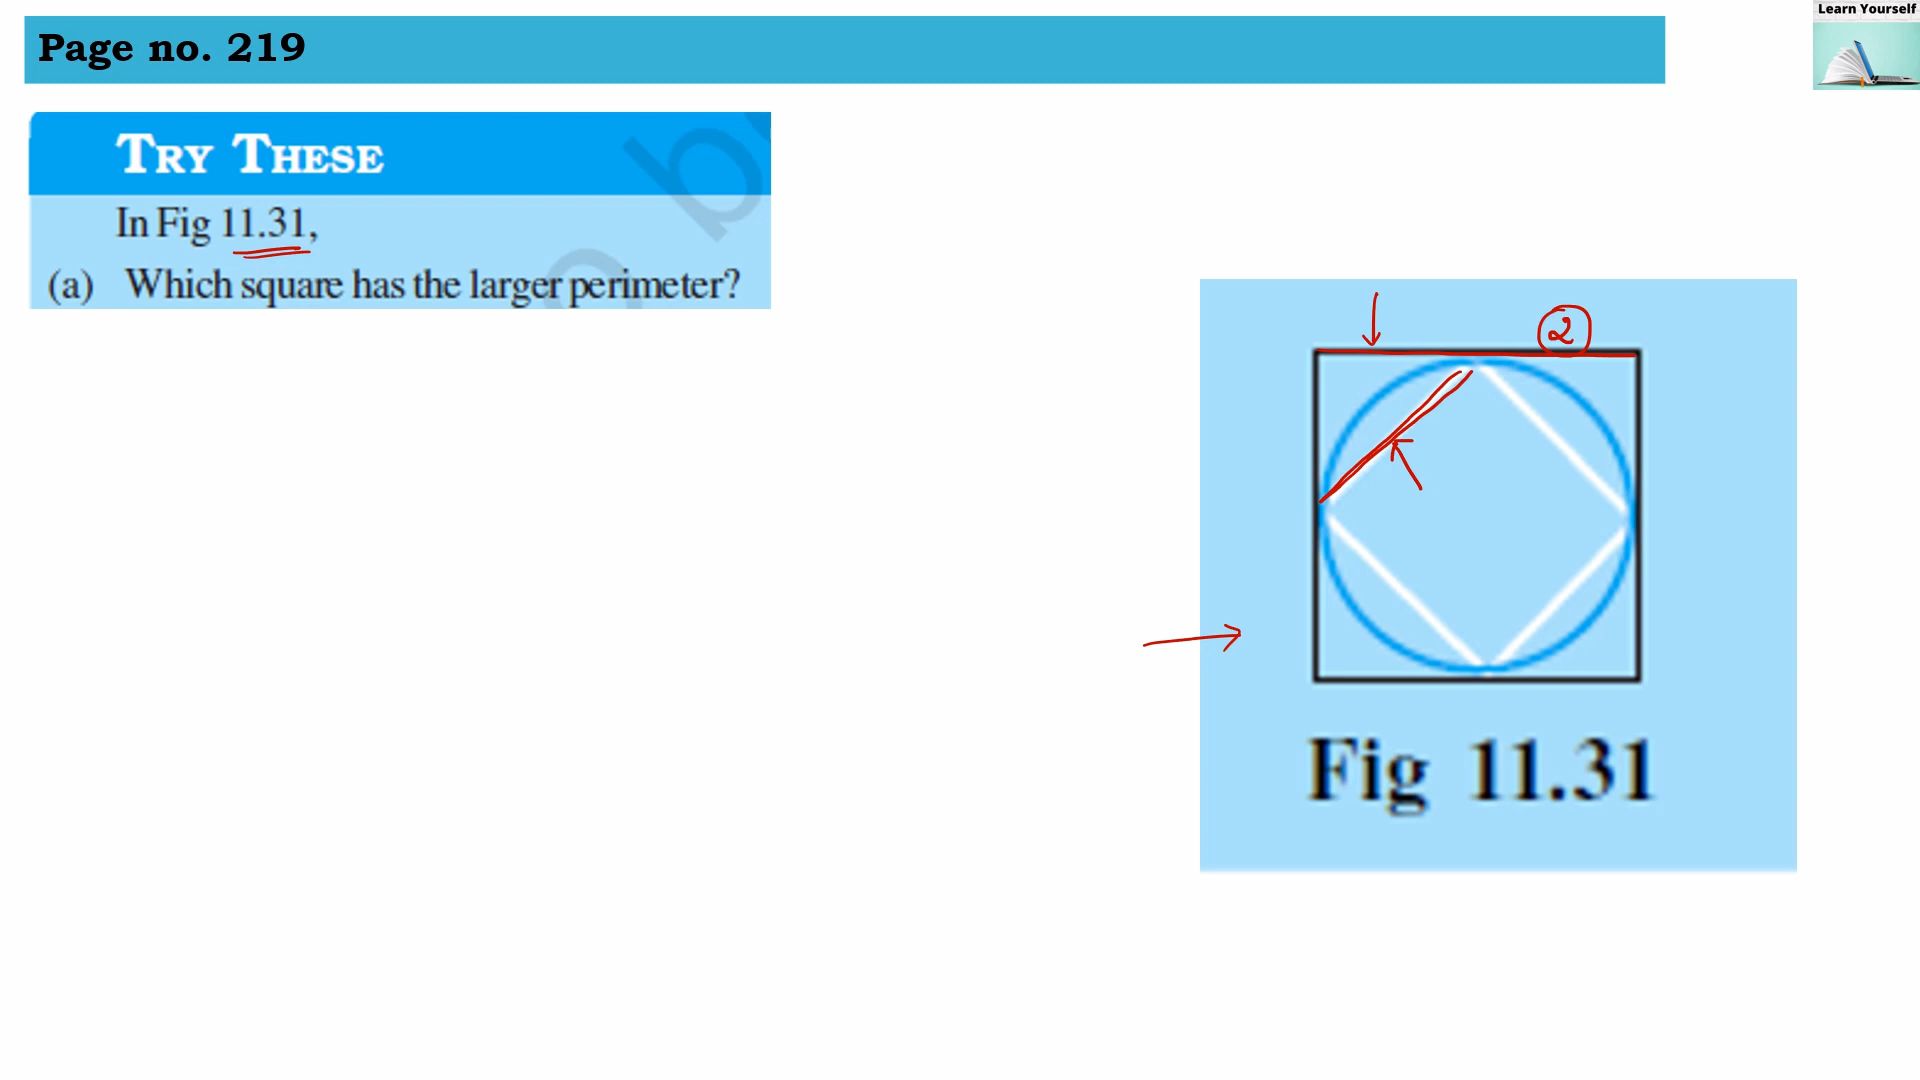 Page no. 219
Learn Yourself
TRY THESE
In Fig 11.31,
(a) Which square has the larger perimeter?
2
Fig 11.31